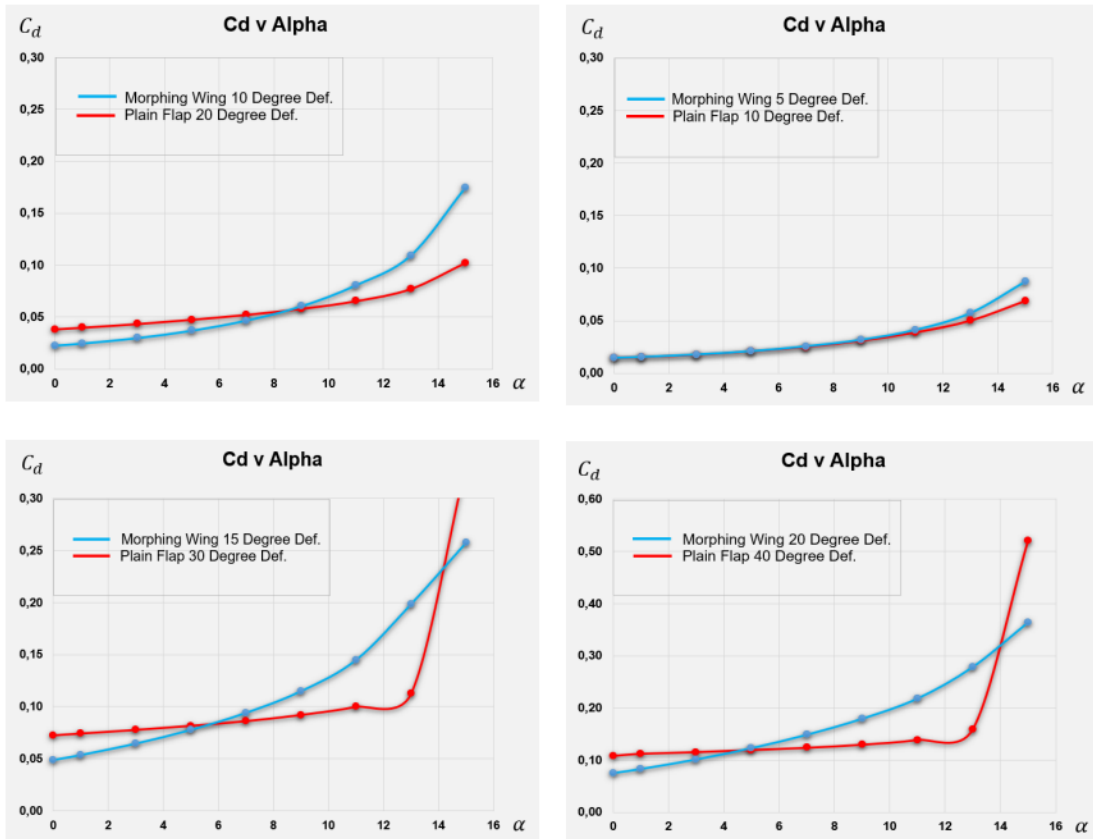 Cd v Alpha
C_d
0,30
Morphing Wing 10 Degree Def.
Plain Flap 20 Degree Def.
0,25
0,20
0,15
0,10
0,05
0,00
0 2 4 6 8 10 12 14 16 α
Cd v Alpha
C_d
0,30
Morphing Wing 5 Degree Def.
Plain Flap 10 Degree Def.
0,25
0,20
0,15
0,10
0,05
0,00
0 2 4 6 8 10 12 14 16 α
Cd v Alpha
C_d
0,30
Morphing Wing 15 Degree Def.
Plain Flap 30 Degree Def.
0,25
0,20
0,15
0,10
0,05
0,00
0 2 4 6 8 10 12 14 16 α
Cd v Alpha
C_d
0,60
Morphing Wing 20 Degree Def.
Plain Flap 40 Degree Def.
0,50
0,40
0,30
0,20
0,10
0,00
0 2 4 6 8 10 12 14 16 α